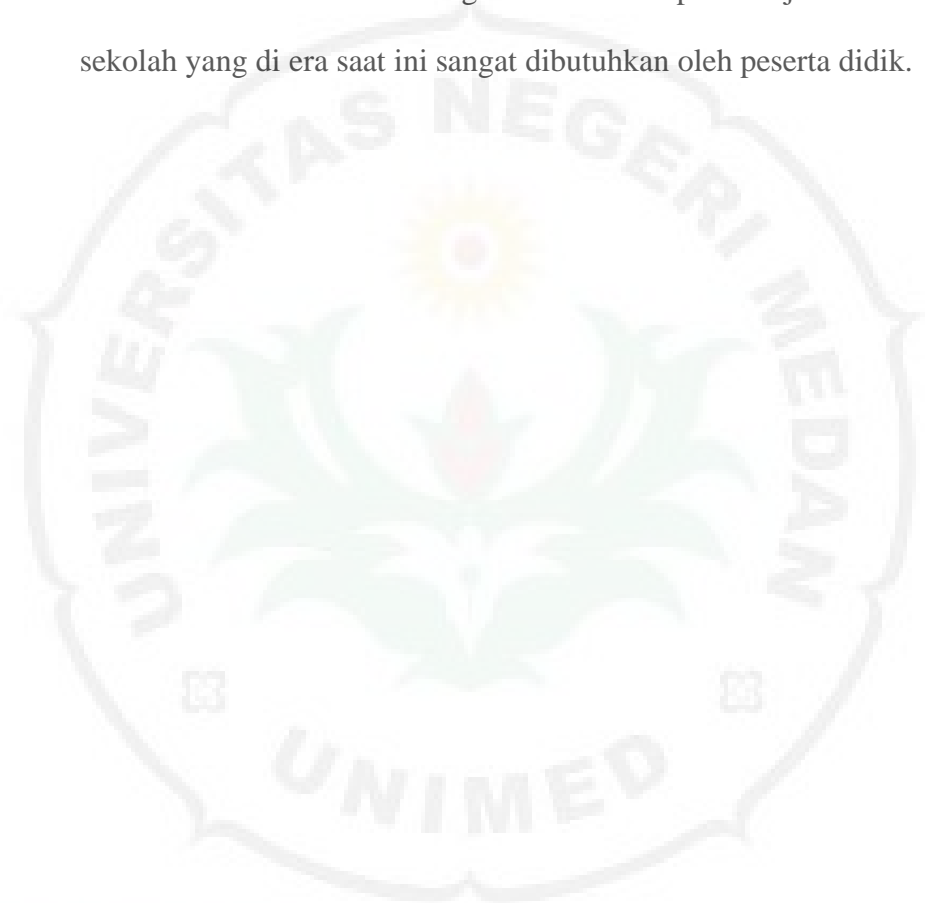 sekolah yang di era saat ini sangat dibutuhkan oleh peserta didik.
UNIVERSITAS NEGERI MEDAN
UNIMED